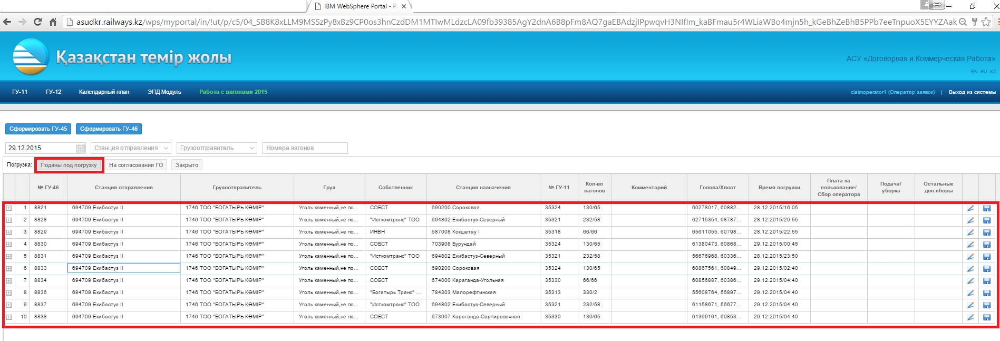 IBM WebSphere Portal - P
asudkr.railways.kz/wps/myportal/in/!ut/p/c5/04_SB8K8xLLM9MSSzPy8xBz9CP0os3hnCzdDM1MTIwMLdzcLA09fb39385AgY2dnA6B8pFm8AQ7gaEBAdzjIPpwqvH3NIfIm_kaBFmau5r4WLiaWBo4mjn5h_kGeBhZeBhB5PPb7eeTnpuoX5EYYZAak
Қазақстан темір жолы
АСУ «Договорная и Коммерческая Работа»
EN RU KZ
ГУ-11 ГУ-12 Календарный план ЭПД Модуль Работа с вагонами 2015 claimoperator1 (Оператор заявок) | Выход из системы
Сформировать ГУ-45 Сформировать ГУ-46
29.12.2015 Станция отправления Грузоотправитель Номера вагонов
Погрузка: Поданы под погрузку На согласовании ГО Закрыто
№ ГУ-46 Станция отправления Грузоотправитель Груз Собственник Станция назначения № ГУ-11 Кол-во вагонов Комментарий Голова/Хвост Время погрузки Плата за пользование/ Сбор оператора Подача/ уборка Остальные доп.сборы
1 8821 694709 Екибастуз II 1746 ТОО "БОГАТЫРЬ КӨМІР" Уголь каменный,не по... СОБСТ 690200 Сороковая 35324 130/65 60278017, 60882... 28.12.2015/16:05
2 8828 694709 Екибастуз II 1746 ТОО "БОГАТЫРЬ КӨМІР" Уголь каменный,не по... "Исткомтранс" ТОО 694802 Екибастуз-Северный 35321 232/58 62715354, 68787... 28.12.2015/20:55
3 8829 694709 Екибастуз II 1746 ТОО "БОГАТЫРЬ КӨМІР" Уголь каменный,не по... ИНВН 687008 Кокшетау I 35318 66/66 65611055, 60798... 28.12.2015/22:55
4 8830 694709 Екибастуз II 1746 ТОО "БОГАТЫРЬ КӨМІР" Уголь каменный,не по... СОБСТ 703908 Бурундай 35324 130/65 61380473, 60868... 29.12.2015/00:45
5 8831 694709 Екибастуз II 1746 ТОО "БОГАТЫРЬ КӨМІР" Уголь каменный,не по... "Исткомтранс" ТОО 694802 Екибастуз-Северный 35321 232/58 56676968, 60336... 28.12.2015/23:50
6 8833 694709 Екибастуз II 1746 ТОО "БОГАТЫРЬ КӨМІР" Уголь каменный,не по... СОБСТ 690200 Сороковая 35324 130/65 60867561, 60849... 29.12.2015/02:40
7 8834 694709 Екибастуз II 1746 ТОО "БОГАТЫРЬ КӨМІР" Уголь каменный,не по... СОБСТ 674000 Караганда-Угольная 35330 66/66 60856887, 60386... 29.12.2015/04:40
8 8836 694709 Екибастуз II 1746 ТОО "БОГАТЫРЬ КӨМІР" Уголь каменный,не по... "Богатырь Транс" ... 784303 Малорефтинская 35313 330/2 55608764, 56897... 29.12.2015/04:40
9 8837 694709 Екибастуз II 1746 ТОО "БОГАТЫРЬ КӨМІР" Уголь каменный,не по... "Исткомтранс" ТОО 694802 Екибастуз-Северный 35321 232/58 61158671, 56677... 29.12.2015/04:40
10 8838 694709 Екибастуз II 1746 ТОО "БОГАТЫРЬ КӨМІР" Уголь каменный,не по... СОБСТ 673007 Караганда-Сортировочная 35330 130/65 61369161, 60853... 29.12.2015/04:40